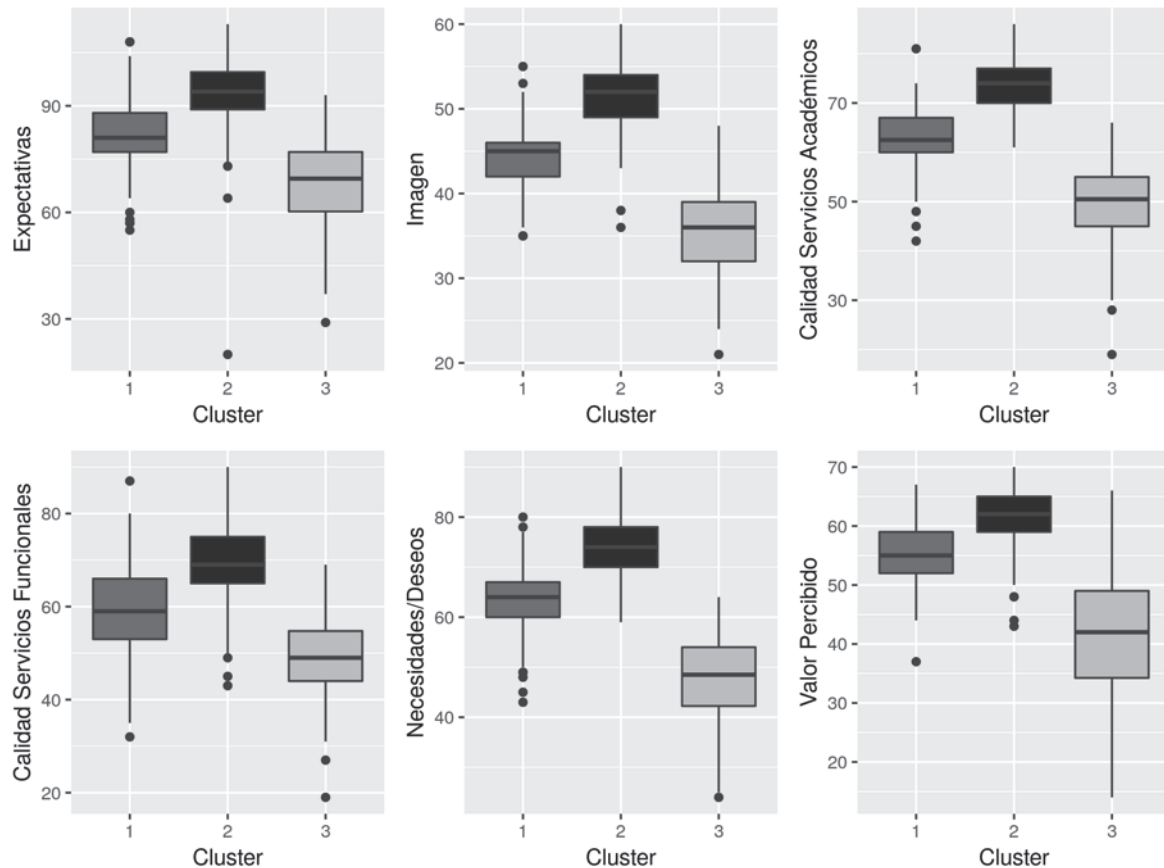 Expectativas
90
60
30
1 2 3
Cluster
Imagen
60
50
40
30
20
1 2 3
Cluster
Calidad Servicios Académicos
70
50
30
1 2 3
Cluster
Calidad Servicios Funcionales
80
60
40
20
1 2 3
Cluster
Necesidades/Deseos
80
60
40
1 2 3
Cluster
Valor Percibido
70
60
50
40
30
20
1 2 3
Cluster